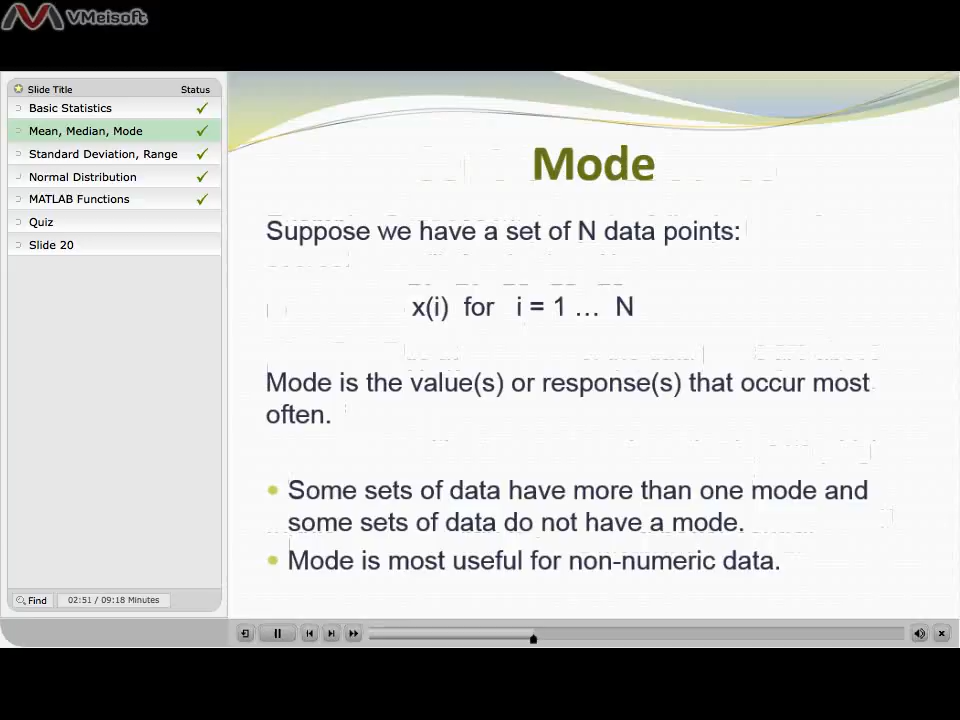 VMeisoft
Slide Title Status
Basic Statistics
Mean, Median, Mode
Standard Deviation, Range
Normal Distribution
MATLAB Functions
Quiz
Slide 20
Find 02:51 / 09:18 Minutes
Mode
Suppose we have a set of N data points:
x(i) for i = 1 ... N
Mode is the value(s) or response(s) that occur most
often.
• Some sets of data have more than one mode and
some sets of data do not have a mode.
• Mode is most useful for non-numeric data.